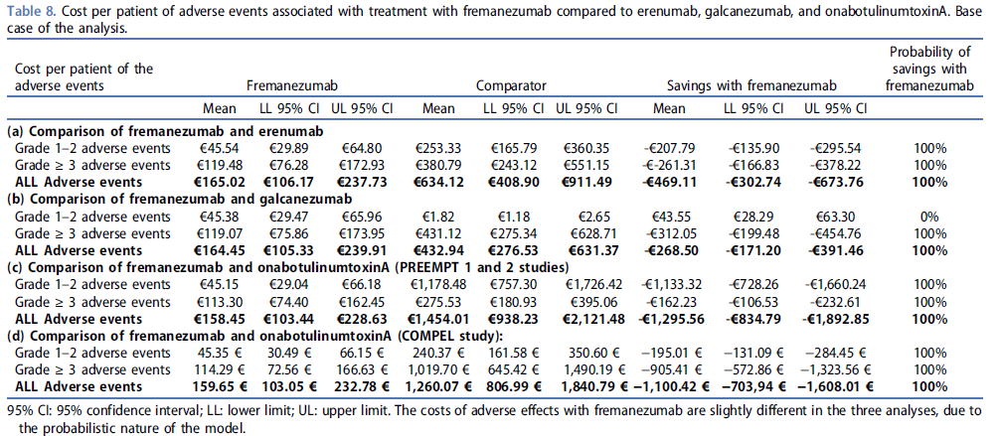 Table 8. Cost per patient of adverse events associated with treatment with fremanezumab compared to erenumab, galcanezumab, and onabotulinumtoxinA. Base
case of the analysis.
Cost per patient of the adverse events Fremanezumab Comparator Savings with fremanezumab Probability of savings with fremanezumab
Mean LL 95% CI UL 95% CI Mean LL 95% CI UL 95% CI Mean LL 95% CI UL 95% CI
(a) Comparison of fremanezumab and erenumab
Grade 1–2 adverse events €45.54 €29.89 €64.80 €253.33 €165.79 €360.35 -€207.79 -€135.90 -€295.54 100%
Grade ≥ 3 adverse events €119.48 €76.28 €172.93 €380.79 €243.12 €551.15 -€-261.31 -€166.83 -€378.22 100%
ALL Adverse events €165.02 €106.17 €237.73 €634.12 €408.90 €911.49 -€469.11 -€302.74 -€673.76 100%
(b) Comparison of fremanezumab and galcanezumab
Grade 1–2 adverse events €45.38 €29.47 €65.96 €1.82 €1.18 €2.65 €43.55 €28.29 €63.30 0%
Grade ≥ 3 adverse events €119.07 €75.86 €173.95 €431.12 €275.34 €628.71 -€312.05 -€199.48 -€454.76 100%
ALL Adverse events €164.45 €105.33 €239.91 €432.94 €276.53 €631.37 -€268.50 -€171.20 -€391.46 100%
(c) Comparison of fremanezumab and onabotulinumtoxinA (PREEMPT 1 and 2 studies)
Grade 1–2 adverse events €45.15 €29.04 €66.18 €1,178.48 €757.30 €1,726.42 -€1,133.32 -€728.26 -€1,660.24 100%
Grade ≥ 3 adverse events €113.30 €74.40 €162.45 €275.53 €180.93 €395.06 -€162.23 -€106.53 -€232.61 100%
ALL Adverse events €158.45 €103.44 €228.63 €1,454.01 €938.23 €2,121.48 -€1,295.56 -€834.79 -€1,892.85 100%
(d) Comparison of fremanezumab and onabotulinumtoxinA (COMPEL study):
Grade 1–2 adverse events 45.35 € 30.49 € 66.15 € 240.37 € 161.58 € 350.60 € −195.01 € −131.09 € −284.45 € 100%
Grade ≥ 3 adverse events 114.29 € 72.56 € 166.63 € 1,019.70 € 645.42 € 1,490.19 € −905.41 € −572.86 € −1,323.56 € 100%
ALL Adverse events 159.65 € 103.05 € 232.78 € 1,260.07 € 806.99 € 1,840.79 € −1,100.42 € −703,94 € −1,608.01 € 100%
95% CI: 95% confidence interval; LL: lower limit; UL: upper limit. The costs of adverse effects with fremanezumab are slightly different in the three analyses, due to
the probabilistic nature of the model.